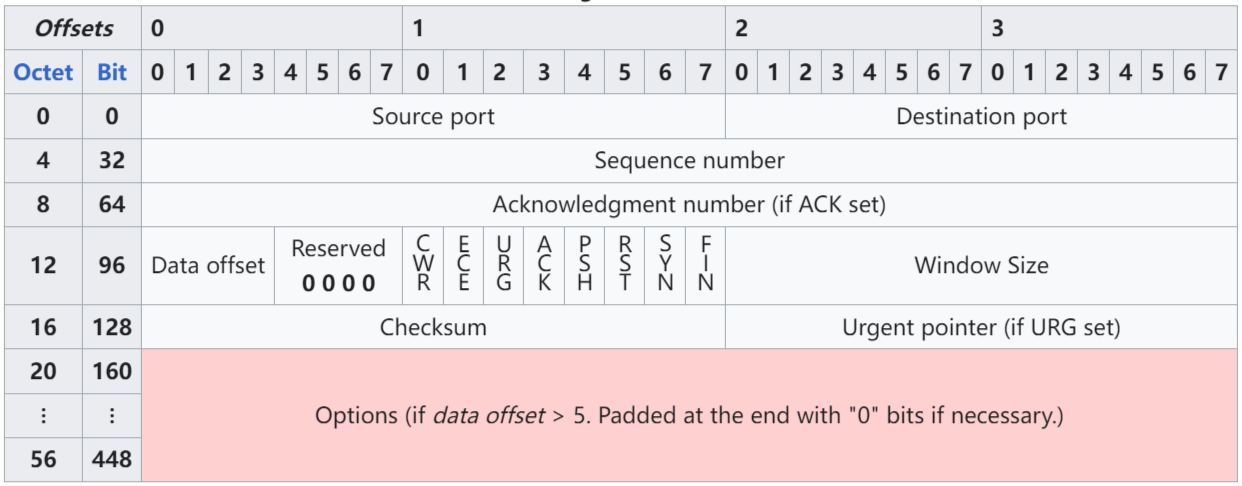 Offsets 0 1 2 3
Octet Bit 0 1 2 3 4 5 6 7 0 1 2 3 4 5 6 7 0 1 2 3 4 5 6 7 0 1 2 3 4 5 6 7
0 0 Source port Destination port
4 32 Sequence number
8 64 Acknowledgment number (if ACK set)
12 96 Data offset Reserved 0 0 0 0 CWR ECE URG ACK PSH RST SYN FIN Window Size
16 128 Checksum Urgent pointer (if URG set)
20 160
⋮ ⋮ Options (if data offset > 5. Padded at the end with "0" bits if necessary.)
56 448